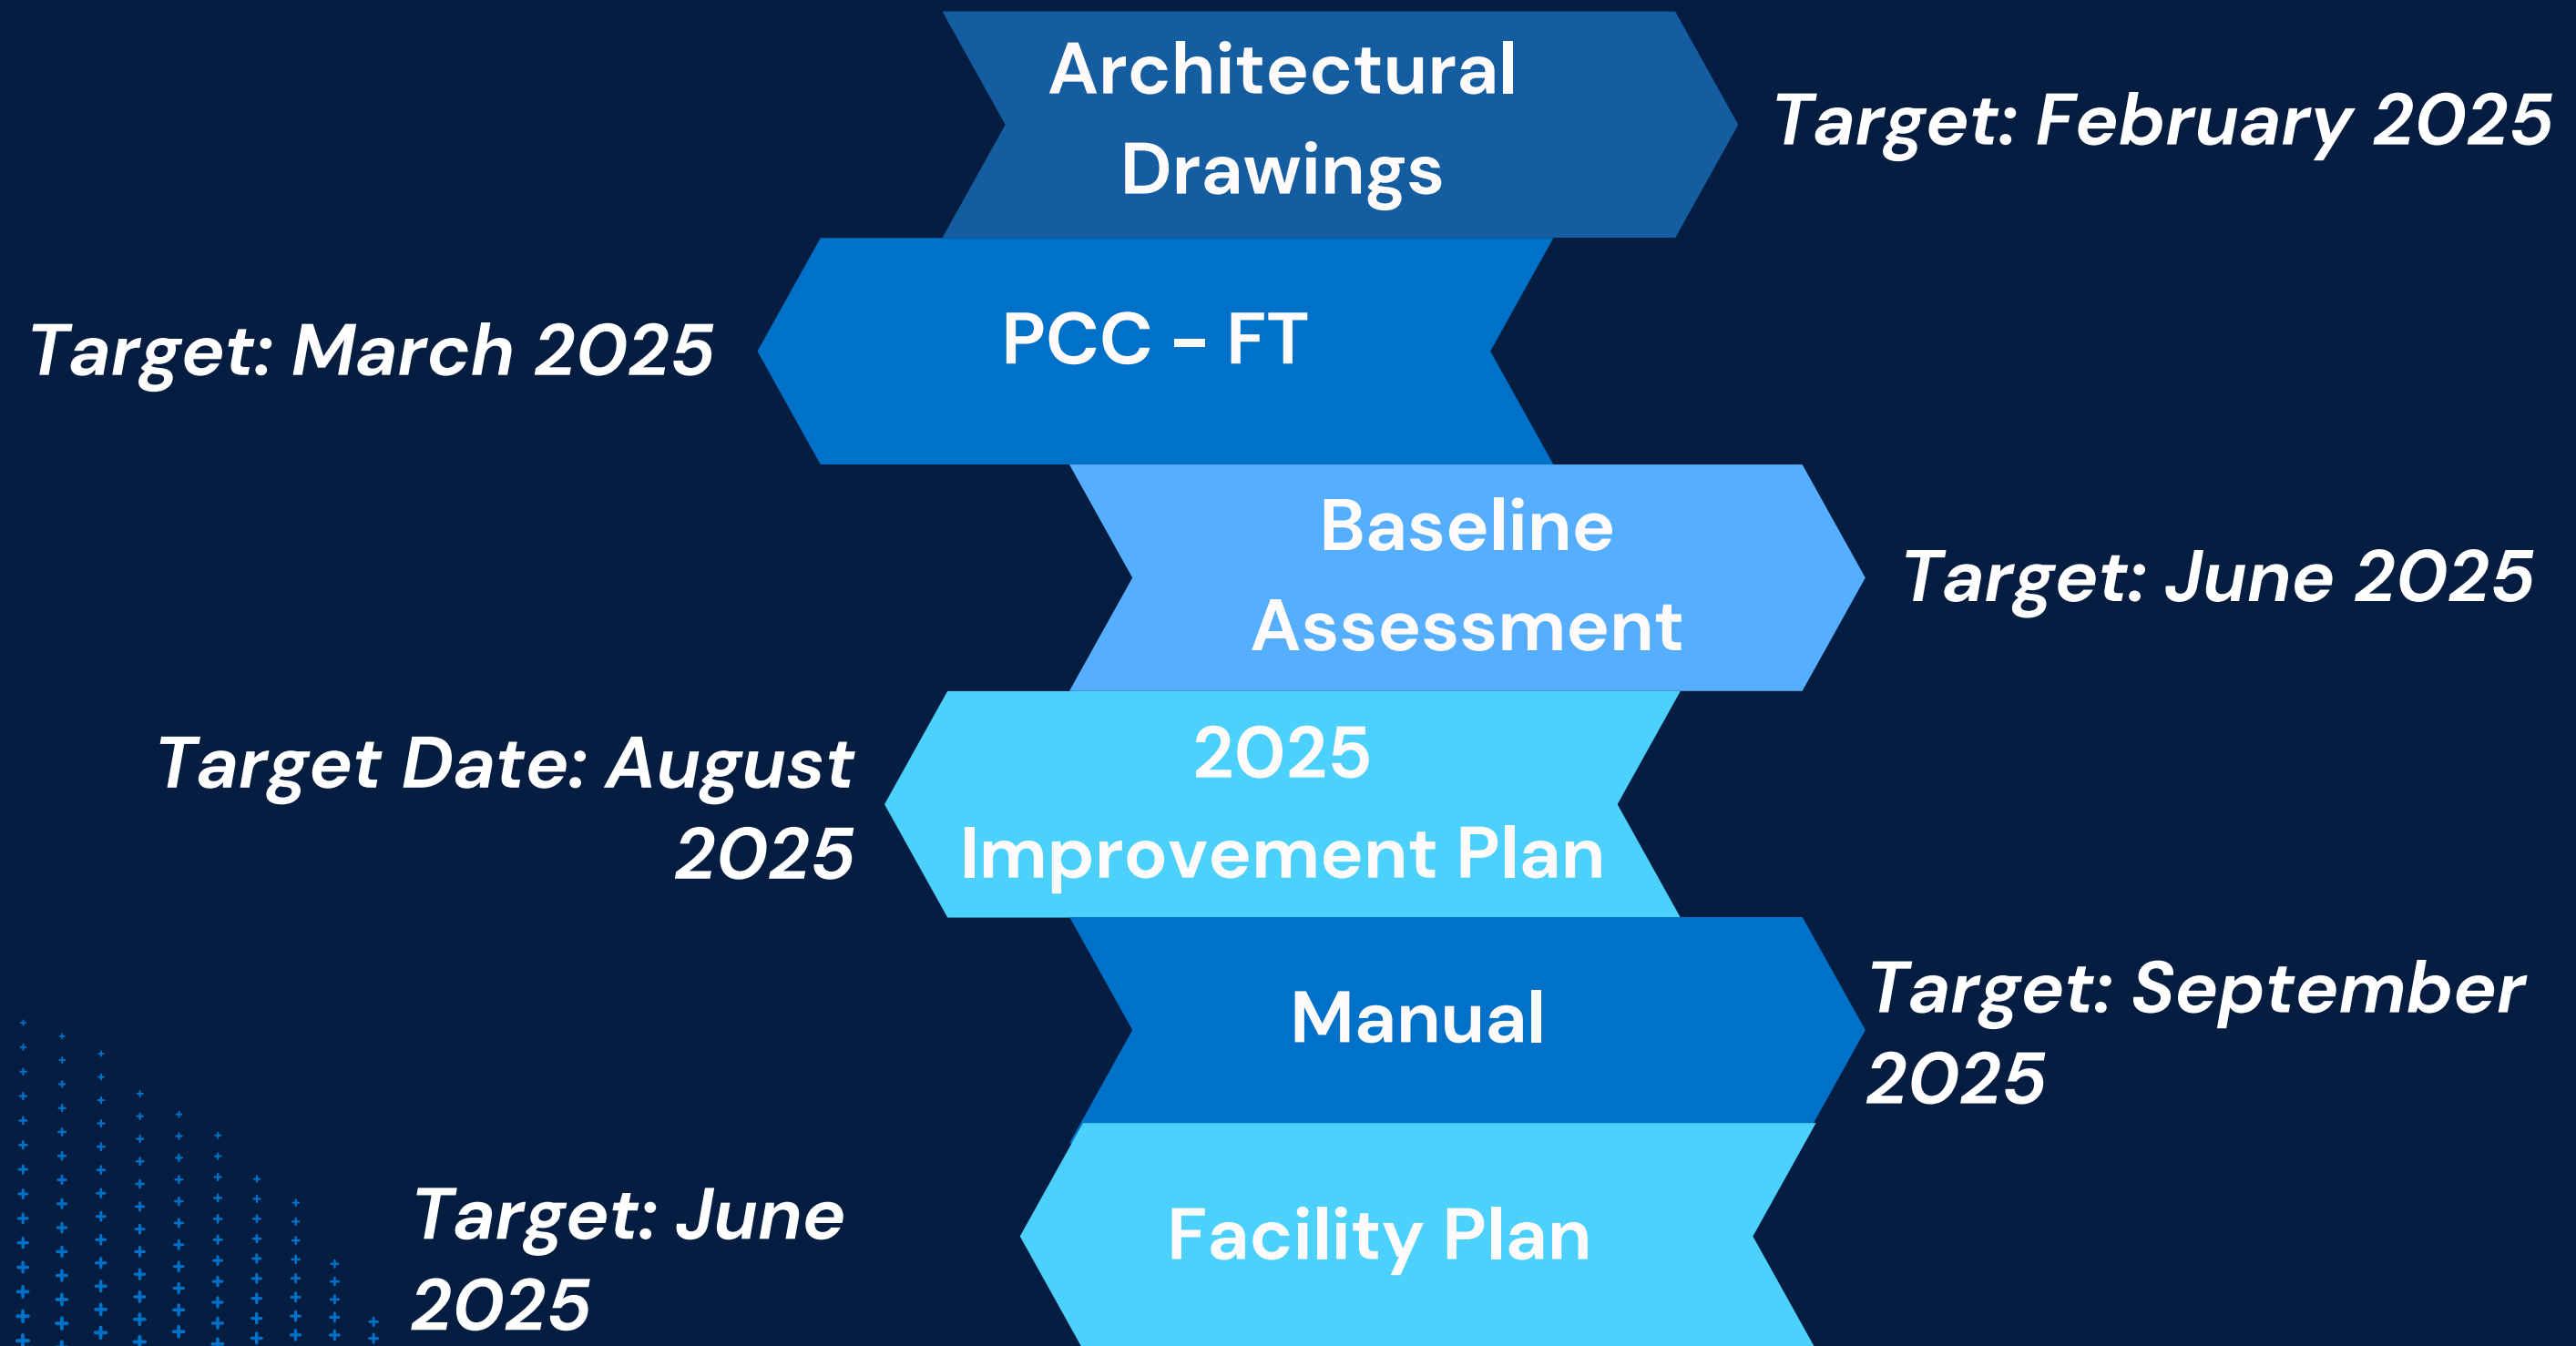 Architectural
Drawings
Target: February 2025
Target: March 2025
PCC - FT
Baseline
Assessment
Target: June 2025
Target Date: August
2025
2025
Improvement Plan
Manual
Target: September
2025
Target: June
2025
Facility Plan